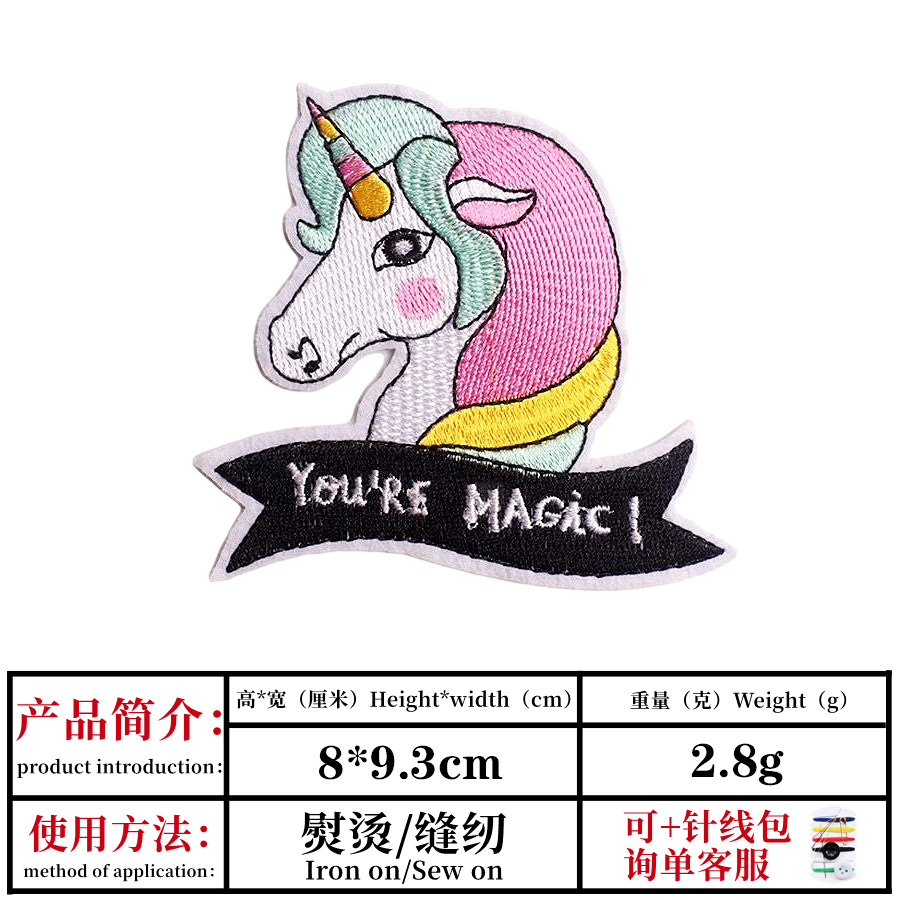 YOU'RE MAGiC !
产品简介：
product introduction：
高*宽（厘米）Height*width（cm）
重量（克）Weight（g）
8*9.3cm
2.8g
使用方法：
method of application：
熨烫/缝纫
Iron on/Sew on
可+针线包
询单客服